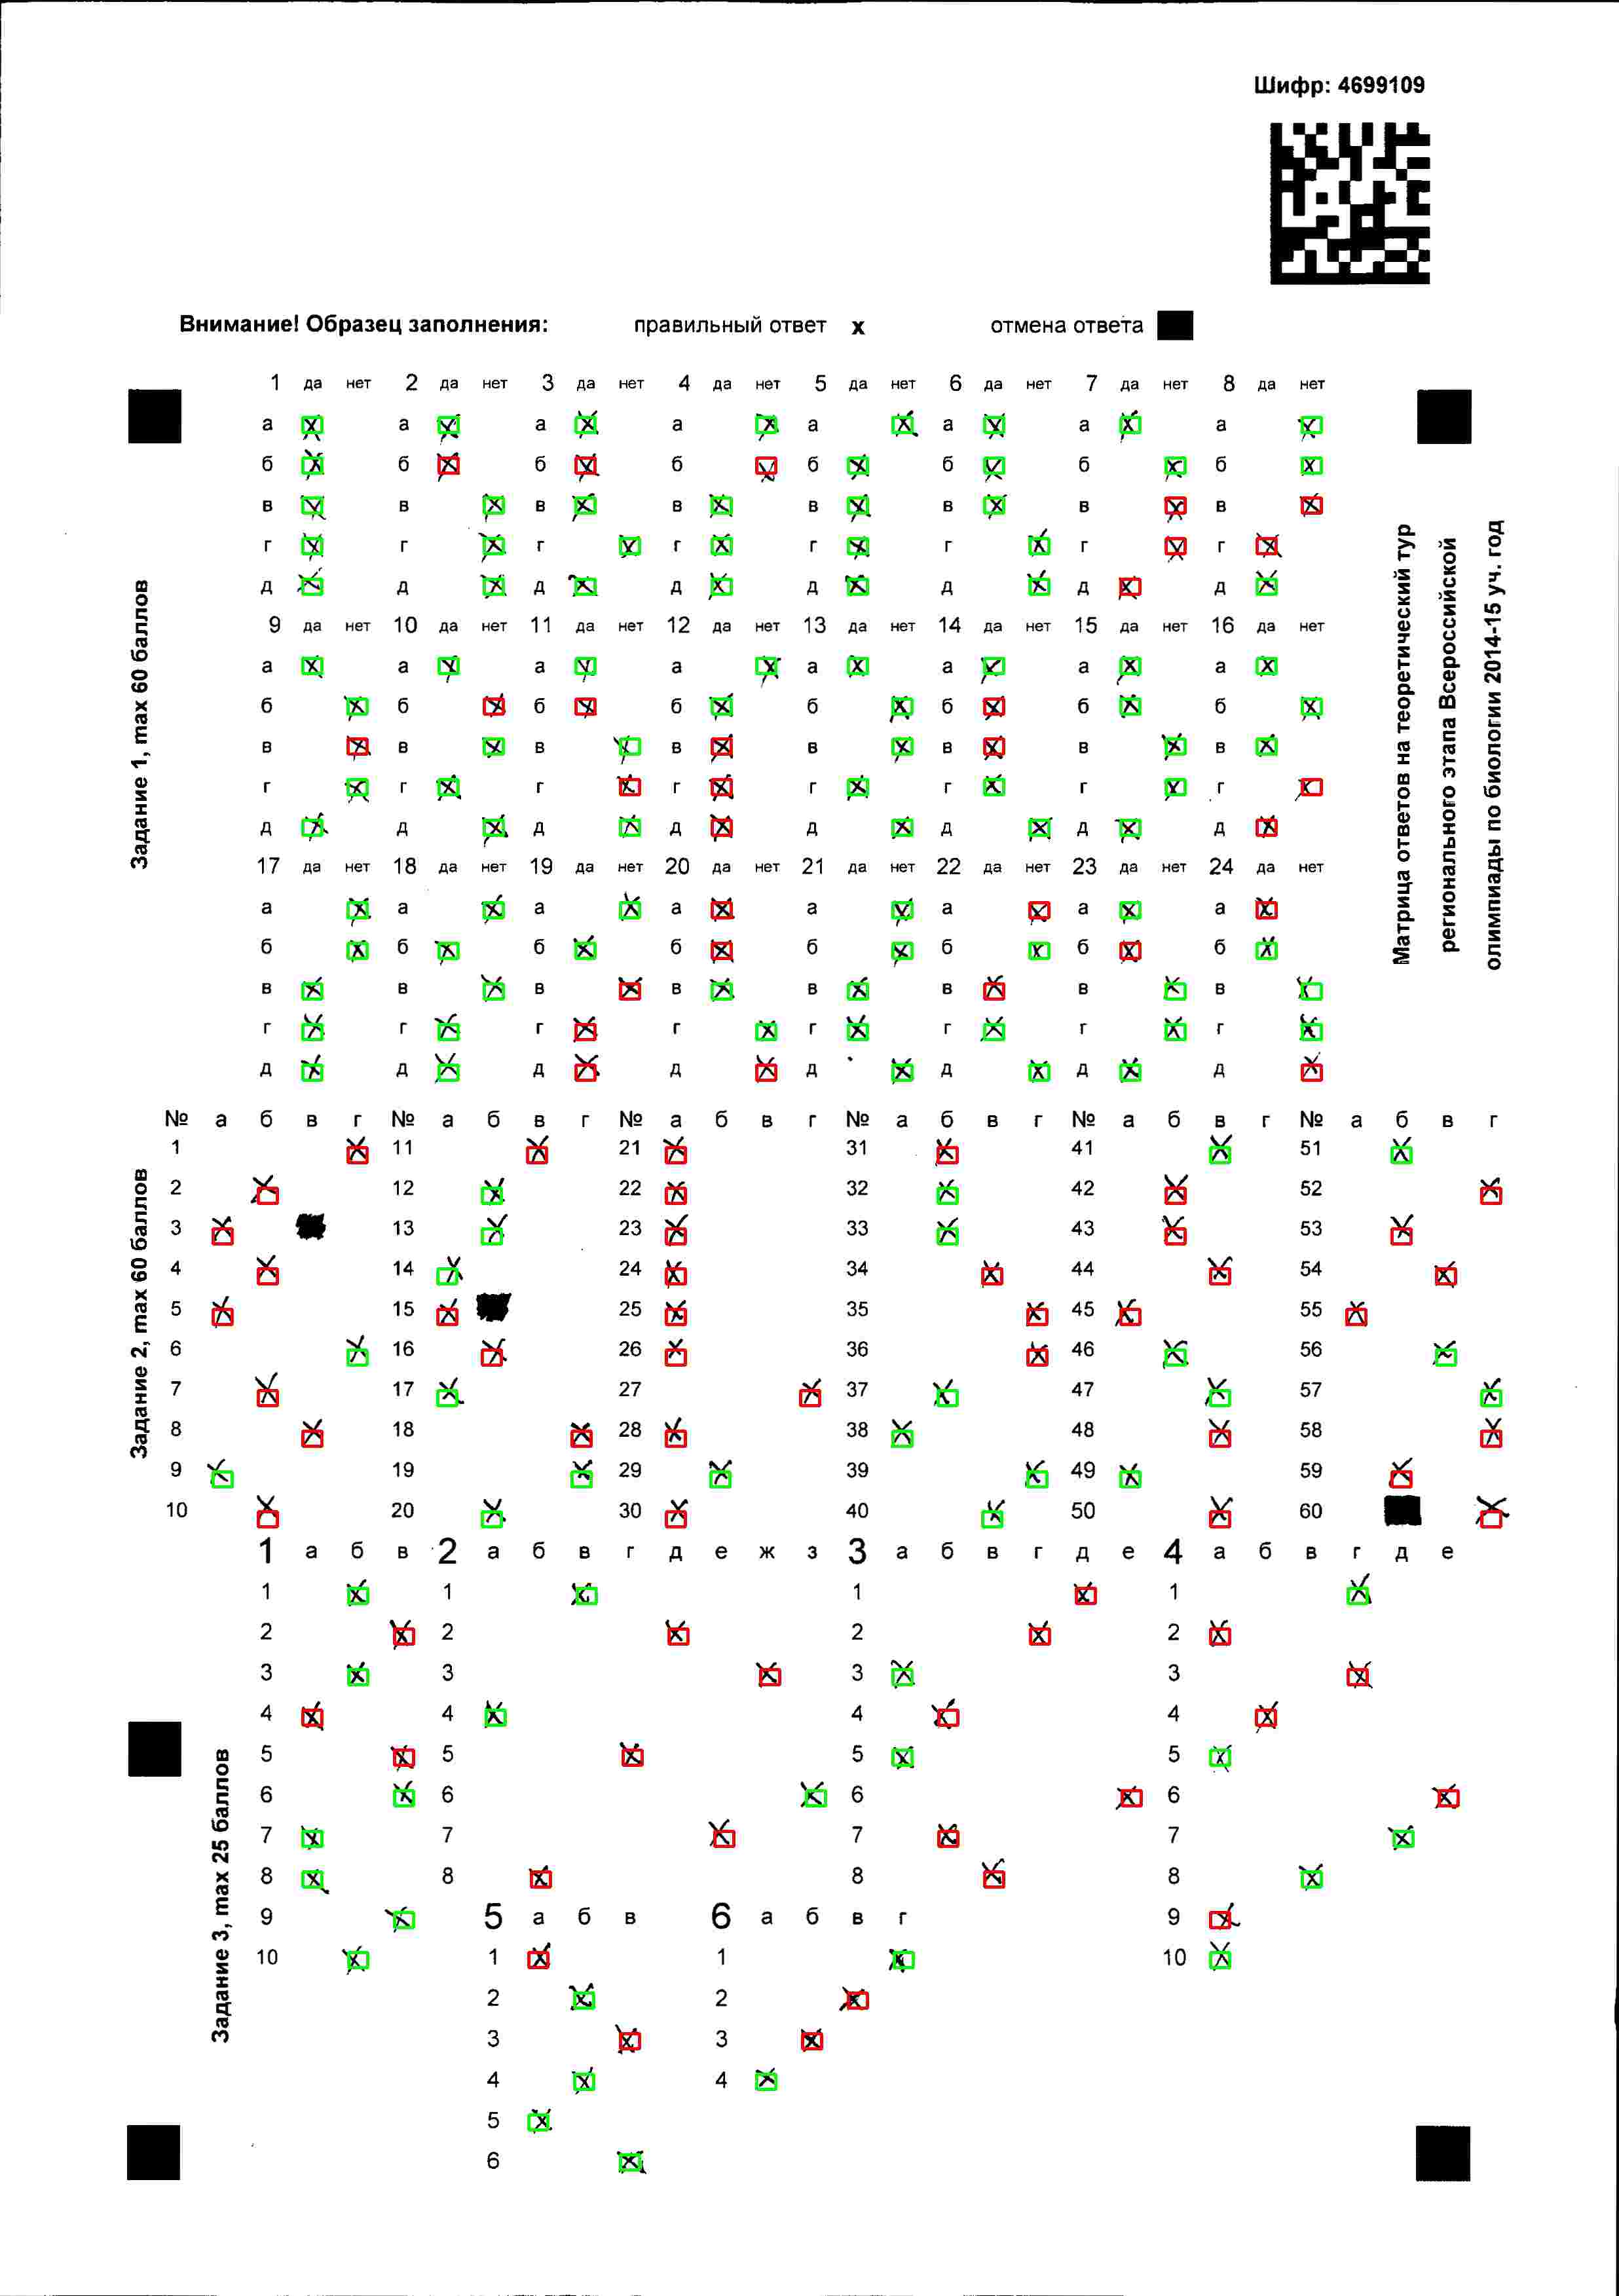 Шифр: 4699109
Внимание! Образец заполнения: правильный ответ x отмена ответа
Матрица ответов на теоретический тур
регионального этапа Всероссийской
олимпиады по биологии 2014-15 уч. год
Задание 1, max 60 баллов
1 да нет 2 да нет 3 да нет 4 да нет 5 да нет 6 да нет 7 да нет 8 да нет
а а а а а а а а
б б б б б б б б
в в в в в в в в
г г г г г г г г
д д д д д д д д
9 да нет 10 да нет 11 да нет 12 да нет 13 да нет 14 да нет 15 да нет 16 да нет
а а а а а а а а
б б б б б б б б
в в в в в в в в
г г г г г г г г
д д д д д д д д
17 да нет 18 да нет 19 да нет 20 да нет 21 да нет 22 да нет 23 да нет 24 да нет
а а а а а а а а
б б б б б б б б
в в в в в в в в
г г г г г г г г
д д д д д д д д
Задание 2, max 60 баллов
№ а б в г № а б в г № а б в г № а б в г № а б в г № а б в г
1 11 21 31 41 51
2 12 22 32 42 52
3 13 23 33 43 53
4 14 24 34 44 54
5 15 25 35 45 55
6 16 26 36 46 56
7 17 27 37 47 57
8 18 28 38 48 58
9 19 29 39 49 59
10 20 30 40 50 60
Задание 3, max 25 баллов
1 а б в 2 а б в г д е ж з 3 а б в г д е 4 а б в г д е
1 1 1 1
2 2 2 2
3 3 3 3
4 4 4 4
5 5 5 5
6 6 6 6
7 7 7 7
8 8 8 8
9 5 а б в 6 а б в г 9
10 1 1 10
2 2
3 3
4 4
5
6